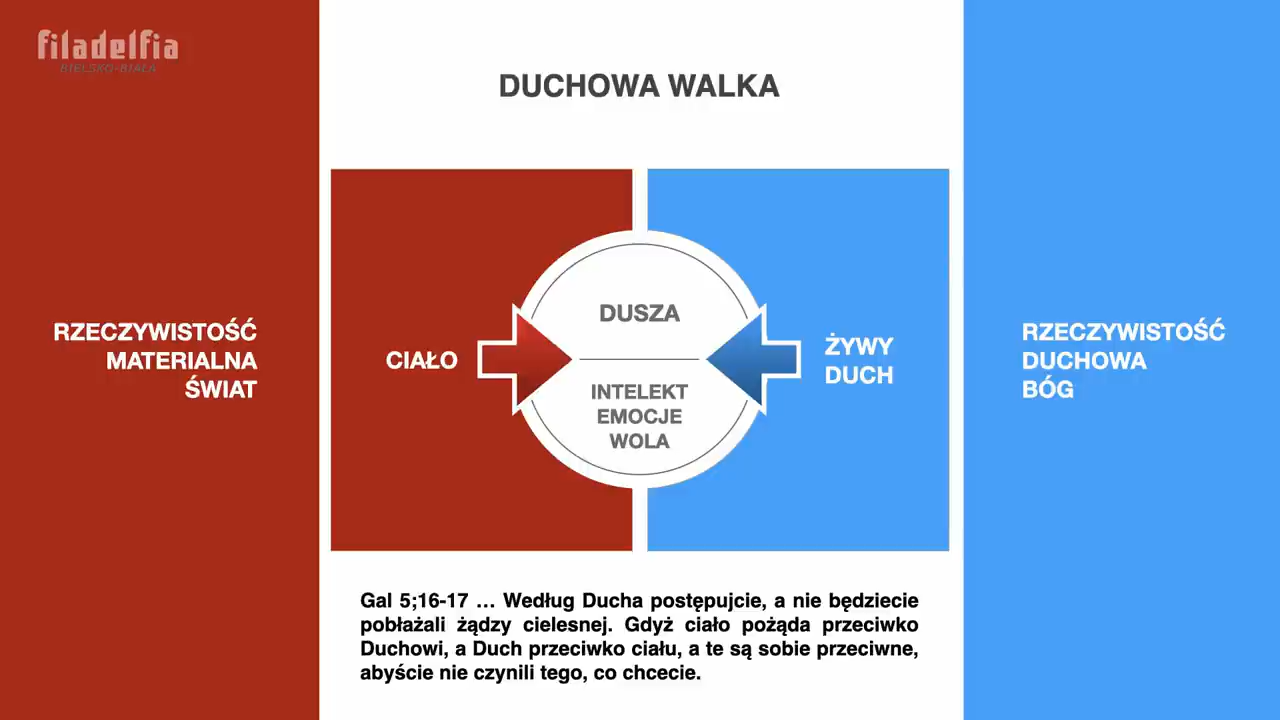 filadelfia
BIELSKO-BIAŁA
DUCHOWA WALKA
RZECZYWISTOŚĆ
MATERIALNA
ŚWIAT
CIAŁO
DUSZA
INTELEKT
EMOCJE
WOLA
ŻYWY
DUCH
RZECZYWISTOŚĆ
DUCHOWA
BÓG
Gal 5;16-17 … Według Ducha postępujcie, a nie będziecie
pobłażali żądzy cielesnej. Gdyż ciało pożąda przeciwko
Duchowi, a Duch przeciwko ciału, a te są sobie przeciwne,
abyście nie czynili tego, co chcecie.